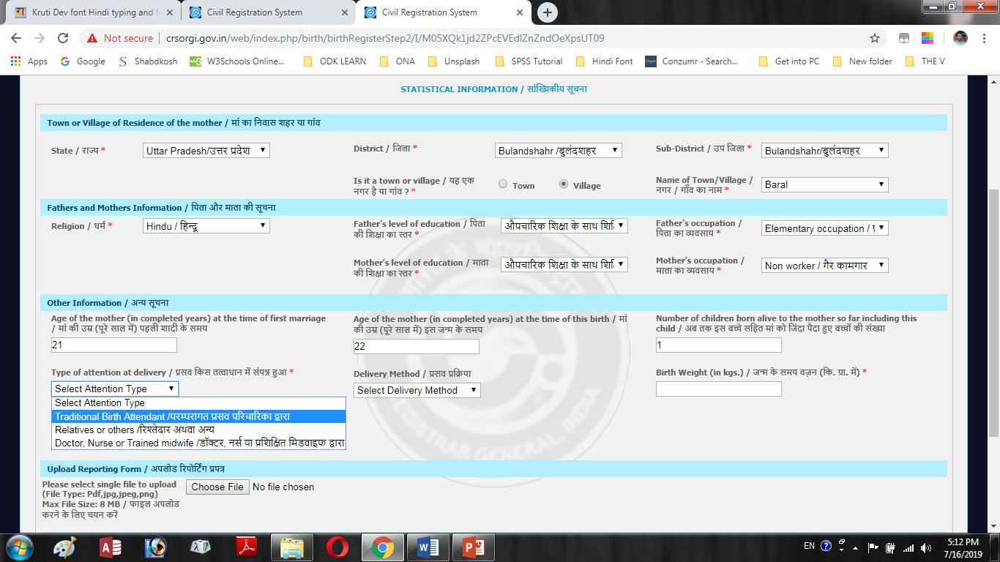 Kruti Dev font Hindi typing and M
Civil Registration System
Civil Registration System
Not secure | crsorgi.gov.in/web/index.php/birth/birthRegisterStep2/I/M05XQk1jd2ZPcEVEdlZnZndOeXpsUT09
Apps Google Shabdkosh W3Schools Online... ODK LEARN ONA Unsplash SPSS Tutorial Hindi Font Conzumr - Search... Get into PC New folder THE V
STATISTICAL INFORMATION / सांख्यिकीय सूचना
Town or Village of Residence of the mother / मां का निवास शहर या गांव
State / राज्य * Uttar Pradesh/उत्तर प्रदेश District / जिला * Bulandshahr /बुलंदशहर Sub-District / उप जिला * Bulandshahr/बुलंदशहर
Is it a town or village / यह एक
नगर है या गांव ? * Town Village
Name of Town/Village /
नगर / गाँव का नाम * Baral
Fathers and Mothers Information / पिता और माता की सूचना
Religion / धर्म * Hindu / हिन्दू
Father's level of education / पिता
की शिक्षा का स्तर * औपचारिक शिक्षा के साथ शि
Father's occupation /
पिता का व्यवसाय * Elementary occupation /
Mother's level of education / माता
की शिक्षा का स्तर * औपचारिक शिक्षा के साथ शि
Mother's occupation /
माता का व्यवसाय * Non worker / गैर कामगार
Other Information / अन्य सूचना
Age of the mother (in completed years) at the time of first marriage
/ मां की उम्र (पूरे साल में) पहली शादी के समय
21
Age of the mother (in completed years) at the time of this birth / मां
की उम्र (पूरे साल में) इस जन्म के समय
22
Number of children born alive to the mother so far including this
child / अब तक इस बच्चे सहित मां को जिंदा पैदा हुए बच्चों की संख्या
1
Type of attention at delivery / प्रसव किस तत्वाधान में संपन्न हुआ *
Select Attention Type
Select Attention Type
Traditional Birth Attendant /परम्परागत प्रसव परिचारिका द्वारा
Relatives or others /रिश्तेदार अथवा अन्य
Doctor, Nurse or Trained midwife /डॉक्टर, नर्स या प्रशिक्षित मिडवाइफ द्वारा
Delivery Method / प्रसव प्रक्रिया
Select Delivery Method
Birth Weight (in kgs.) / जन्म के समय वज़न (कि. ग्रा. में) *
Upload Reporting Form / अपलोड रिपोर्टिंग प्रपत्र
Please select single file to upload
(File Type: Pdf,jpg,jpeg,png)
Max File Size: 8 MB / फाइल अपलोड
करने के लिए चयन करें
Choose File No file chosen
REGISTRAR GENERAL, INDIA
EN
5:12 PM
7/16/2019